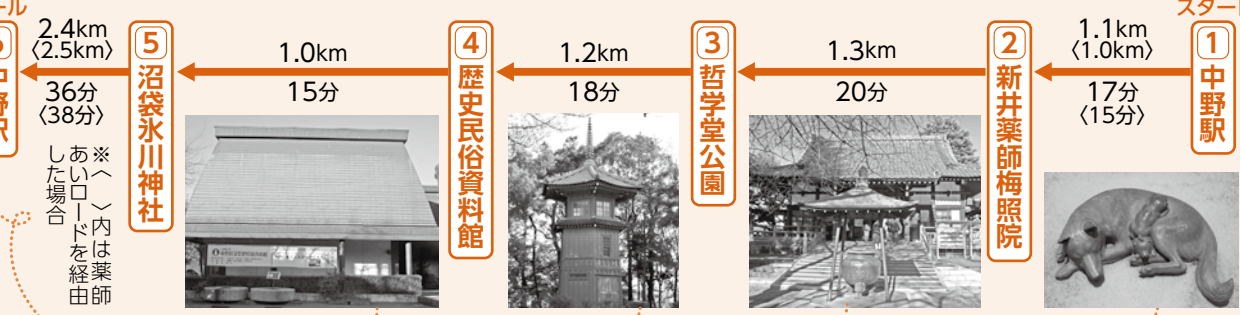 スタート
①
中野駅
1.1km
〈1.0km〉
17分
〈15分〉
②
新井薬師梅照院
1.3km
20分
③
哲学堂公園
1.2km
18分
④
歴史民俗資料館
1.0km
15分
⑤
沼袋氷川神社
2.4km
〈2.5km〉
36分
〈38分〉
※〈 〉内は薬師
あいロードを経由
した場合
中野駅